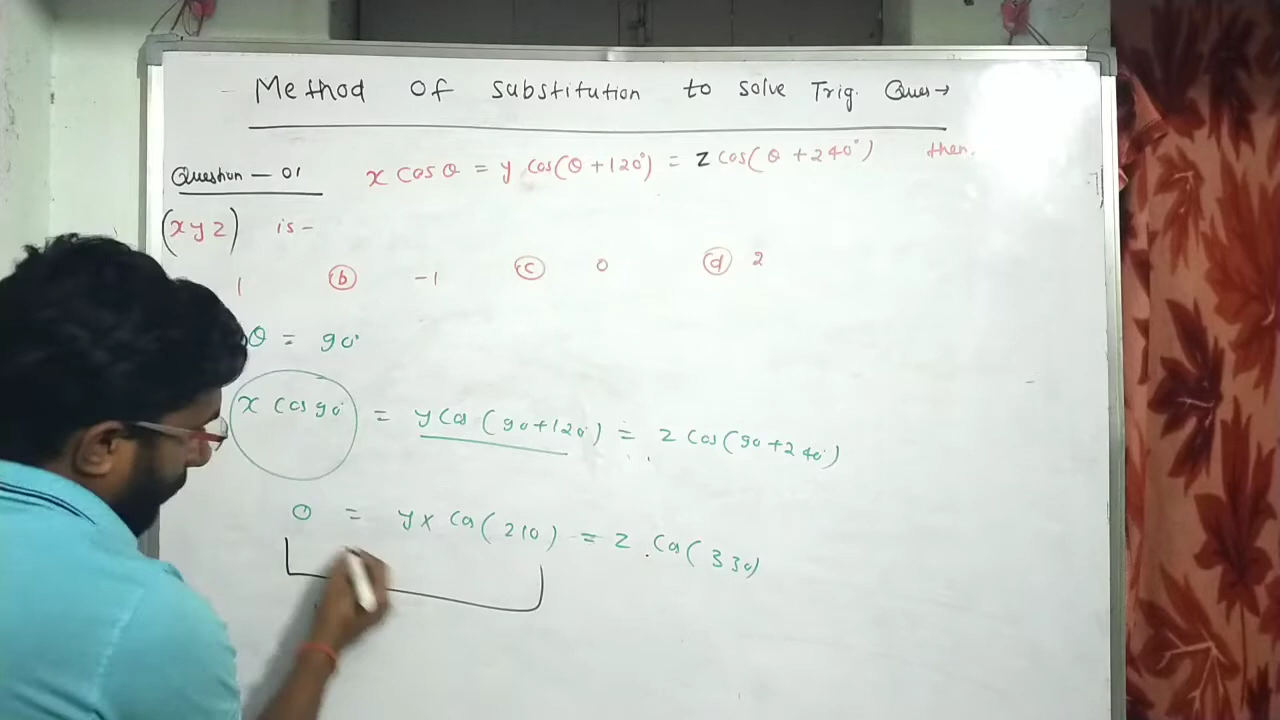 Method Of Substitution to Solve Trig. Ques →
Question – 01 x cos θ = y cos(θ + 120°) = z cos(θ + 240°) then.
(xyz) is –
1 (b) -1 (c) 0 (d) 2
θ = 90°
x cos 90° = y cos (90+120°) = z cos(90+240°)
0 = y x cos(210) = z . cos(330)